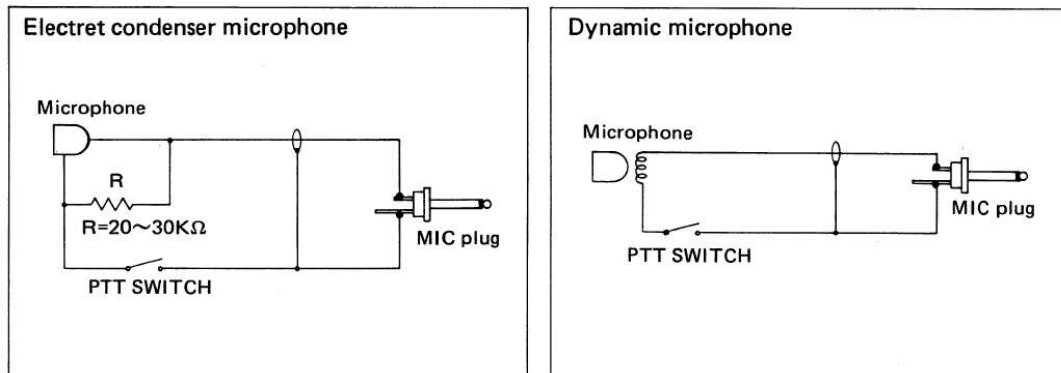 Electret condenser microphone
Microphone
R
R=20～30KΩ
MIC plug
PTT SWITCH
Dynamic microphone
Microphone
MIC plug
PTT SWITCH